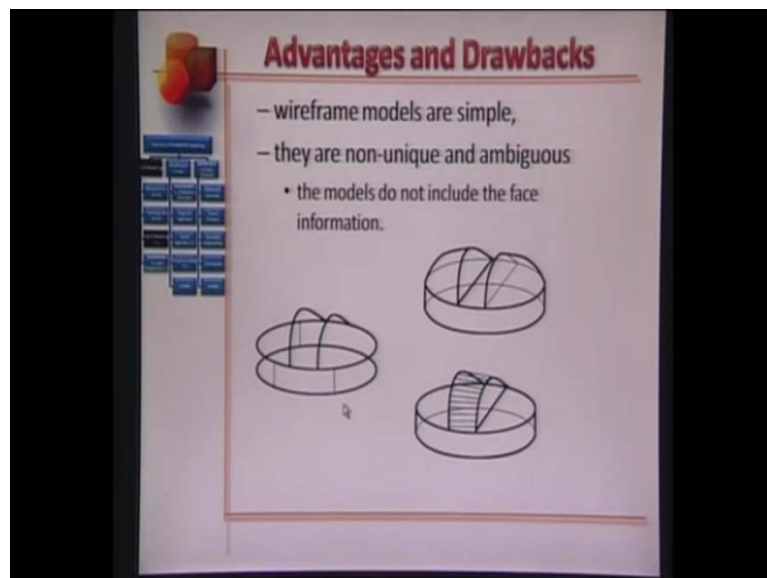 Advantages and Drawbacks
– wireframe models are simple,
– they are non-unique and ambiguous
• the models do not include the face
information.